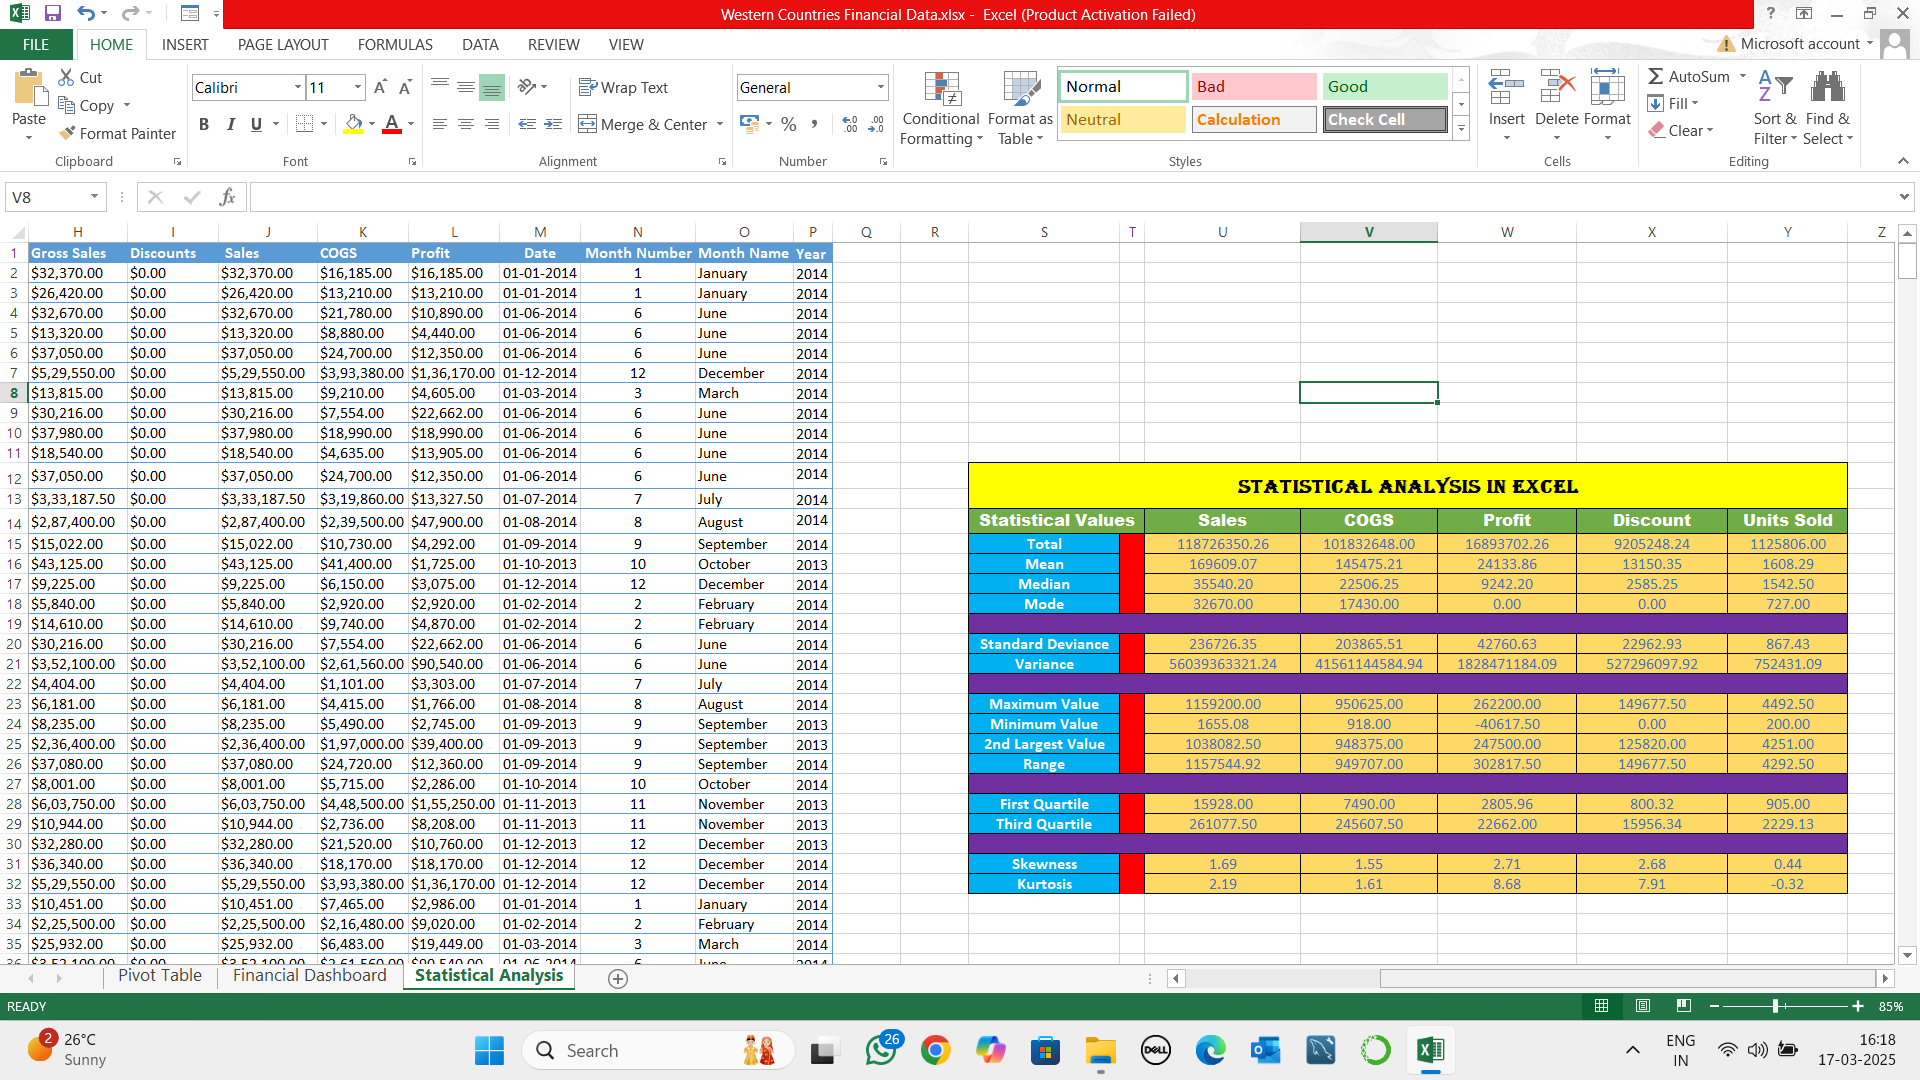 Western Countries Financial Data.xlsx - Excel (Product Activation Failed)
FILE HOME INSERT PAGE LAYOUT FORMULAS DATA REVIEW VIEW Microsoft account
Paste Cut Copy Format Painter Clipboard
Calibri 11 B I U A Font
Wrap Text Merge & Center Alignment
General % , Number
Conditional Formatting Format as Table Normal Bad Good Neutral Calculation Check Cell Styles
Insert Delete Format Cells
AutoSum Fill Clear Sort & Filter Find & Select Editing
V8 fx
H I J K L M N O P Q R S T U V W X Y Z
1 Gross Sales Discounts Sales COGS Profit Date Month Number Month Name Year
2 $32,370.00 $0.00 $32,370.00 $16,185.00 $16,185.00 01-01-2014 1 January 2014
3 $26,420.00 $0.00 $26,420.00 $13,210.00 $13,210.00 01-01-2014 1 January 2014
4 $32,670.00 $0.00 $32,670.00 $21,780.00 $10,890.00 01-06-2014 6 June 2014
5 $13,320.00 $0.00 $13,320.00 $8,880.00 $4,440.00 01-06-2014 6 June 2014
6 $37,050.00 $0.00 $37,050.00 $24,700.00 $12,350.00 01-06-2014 6 June 2014
7 $5,29,550.00 $0.00 $5,29,550.00 $3,93,380.00 $1,36,170.00 01-12-2014 12 December 2014
8 $13,815.00 $0.00 $13,815.00 $9,210.00 $4,605.00 01-03-2014 3 March 2014
9 $30,216.00 $0.00 $30,216.00 $7,554.00 $22,662.00 01-06-2014 6 June 2014
10 $37,980.00 $0.00 $37,980.00 $18,990.00 $18,990.00 01-06-2014 6 June 2014
11 $18,540.00 $0.00 $18,540.00 $4,635.00 $13,905.00 01-06-2014 6 June 2014
12 $37,050.00 $0.00 $37,050.00 $24,700.00 $12,350.00 01-06-2014 6 June 2014
13 $3,33,187.50 $0.00 $3,33,187.50 $3,19,860.00 $13,327.50 01-07-2014 7 July 2014
14 $2,87,400.00 $0.00 $2,87,400.00 $2,39,500.00 $47,900.00 01-08-2014 8 August 2014
15 $15,022.00 $0.00 $15,022.00 $10,730.00 $4,292.00 01-09-2014 9 September 2014
16 $43,125.00 $0.00 $43,125.00 $41,400.00 $1,725.00 01-10-2013 10 October 2013
17 $9,225.00 $0.00 $9,225.00 $6,150.00 $3,075.00 01-12-2014 12 December 2014
18 $5,840.00 $0.00 $5,840.00 $2,920.00 $2,920.00 01-02-2014 2 February 2014
19 $14,610.00 $0.00 $14,610.00 $9,740.00 $4,870.00 01-02-2014 2 February 2014
20 $30,216.00 $0.00 $30,216.00 $7,554.00 $22,662.00 01-06-2014 6 June 2014
21 $3,52,100.00 $0.00 $3,52,100.00 $2,61,560.00 $90,540.00 01-06-2014 6 June 2014
22 $4,404.00 $0.00 $4,404.00 $1,101.00 $3,303.00 01-07-2014 7 July 2014
23 $6,181.00 $0.00 $6,181.00 $4,415.00 $1,766.00 01-08-2014 8 August 2014
24 $8,235.00 $0.00 $8,235.00 $5,490.00 $2,745.00 01-09-2013 9 September 2013
25 $2,36,400.00 $0.00 $2,36,400.00 $1,97,000.00 $39,400.00 01-09-2013 9 September 2013
26 $37,080.00 $0.00 $37,080.00 $24,720.00 $12,360.00 01-09-2014 9 September 2014
27 $8,001.00 $0.00 $8,001.00 $5,715.00 $2,286.00 01-10-2014 10 October 2014
28 $6,03,750.00 $0.00 $6,03,750.00 $4,48,500.00 $1,55,250.00 01-11-2013 11 November 2013
29 $10,944.00 $0.00 $10,944.00 $2,736.00 $8,208.00 01-11-2013 11 November 2013
30 $32,280.00 $0.00 $32,280.00 $21,520.00 $10,760.00 01-12-2013 12 December 2013
31 $36,340.00 $0.00 $36,340.00 $18,170.00 $18,170.00 01-12-2014 12 December 2014
32 $5,29,550.00 $0.00 $5,29,550.00 $3,93,380.00 $1,36,170.00 01-12-2014 12 December 2014
33 $10,451.00 $0.00 $10,451.00 $7,465.00 $2,986.00 01-01-2014 1 January 2014
34 $2,25,500.00 $0.00 $2,25,500.00 $2,16,480.00 $9,020.00 01-02-2014 2 February 2014
35 $25,932.00 $0.00 $25,932.00 $6,483.00 $19,449.00 01-03-2014 3 March 2014
STATISTICAL ANALYSIS IN EXCEL
Statistical Values Sales COGS Profit Discount Units Sold
Total 118726350.26 101832648.00 16893702.26 9205248.24 1125806.00
Mean 169609.07 145475.21 24133.86 13150.35 1608.29
Median 35540.20 22506.25 9242.20 2585.25 1542.50
Mode 32670.00 17430.00 0.00 0.00 727.00
Standard Deviance 236726.35 203865.51 42760.63 22962.93 867.43
Variance 56039363321.24 41561144584.94 1828471184.09 527296097.92 752431.09
Maximum Value 1159200.00 950625.00 262200.00 149677.50 4492.50
Minimum Value 1655.08 918.00 -40617.50 0.00 200.00
2nd Largest Value 1038082.50 948375.00 247500.00 125820.00 4251.00
Range 1157544.92 949707.00 302817.50 149677.50 4292.50
First Quartile 15928.00 7490.00 2805.96 800.32 905.00
Third Quartile 261077.50 245607.50 22662.00 15956.34 2229.13
Skewness 1.69 1.55 2.71 2.68 0.44
Kurtosis 2.19 1.61 8.68 7.91 -0.32
Pivot Table Financial Dashboard Statistical Analysis
READY 85%
2 26°C
Sunny
Search 26 DELL
ENG
IN
16:18
17-03-2025